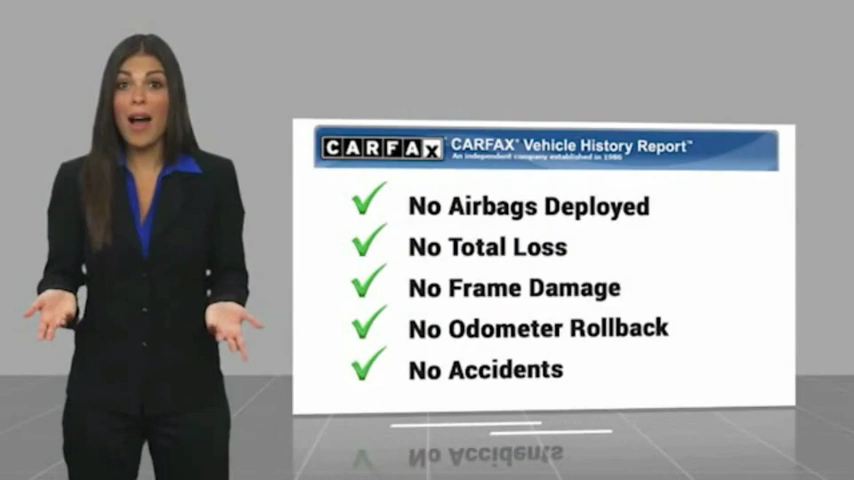 CARFAX CARFAX™ Vehicle History Report™
An independent company established in 1986
No Airbags Deployed
No Total Loss
No Frame Damage
No Odometer Rollback
No Accidents
No Accidents